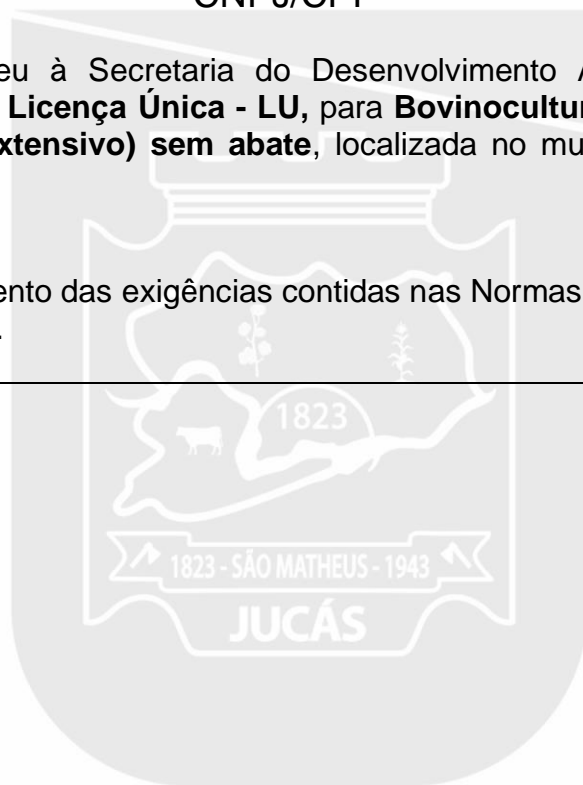 CNPJ/CPF
eu à Secretaria do Desenvolvimento A
Licença Única - LU, para Bovinocultur
xtensivo) sem abate, localizada no mu
ento das exigências contidas nas Normas
.
1823
1823 - SÃO MATHEUS - 1943
JUCÁS